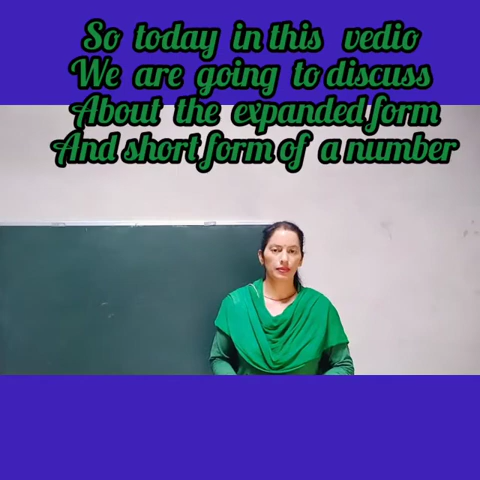 So today in this vedio
We are going to discuss
About the expanded form
And short form of a number